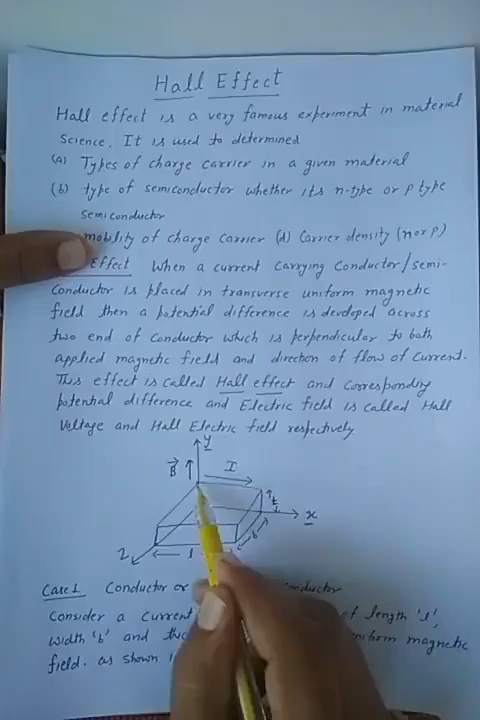 Hall Effect
Hall effect is a very famous experiment in material
Science. It is used to determined
(a) Types of charge carrier in a given material
(b) type of semiconductor whether its n-type or p type
semiconductor
mobility of charge carrier (d) Carrier density (n or p)
Effect When a current carrying conductor/semi-
conductor is placed in transverse uniform magnetic
field then a potential difference is devloped across
two end of conductor which is perpendicular to both
applied magnetic field and direction of flow of current.
This effect is called Hall effect and corresponding
potential difference and Electric field is called Hall
Voltage and Hall Electric field respectively.
y
B I
t
x
b
Z l
Case 1 Conductor or conductor
Consider a current of length 'l',
width 'b' and uniform magnetic
field. as shown